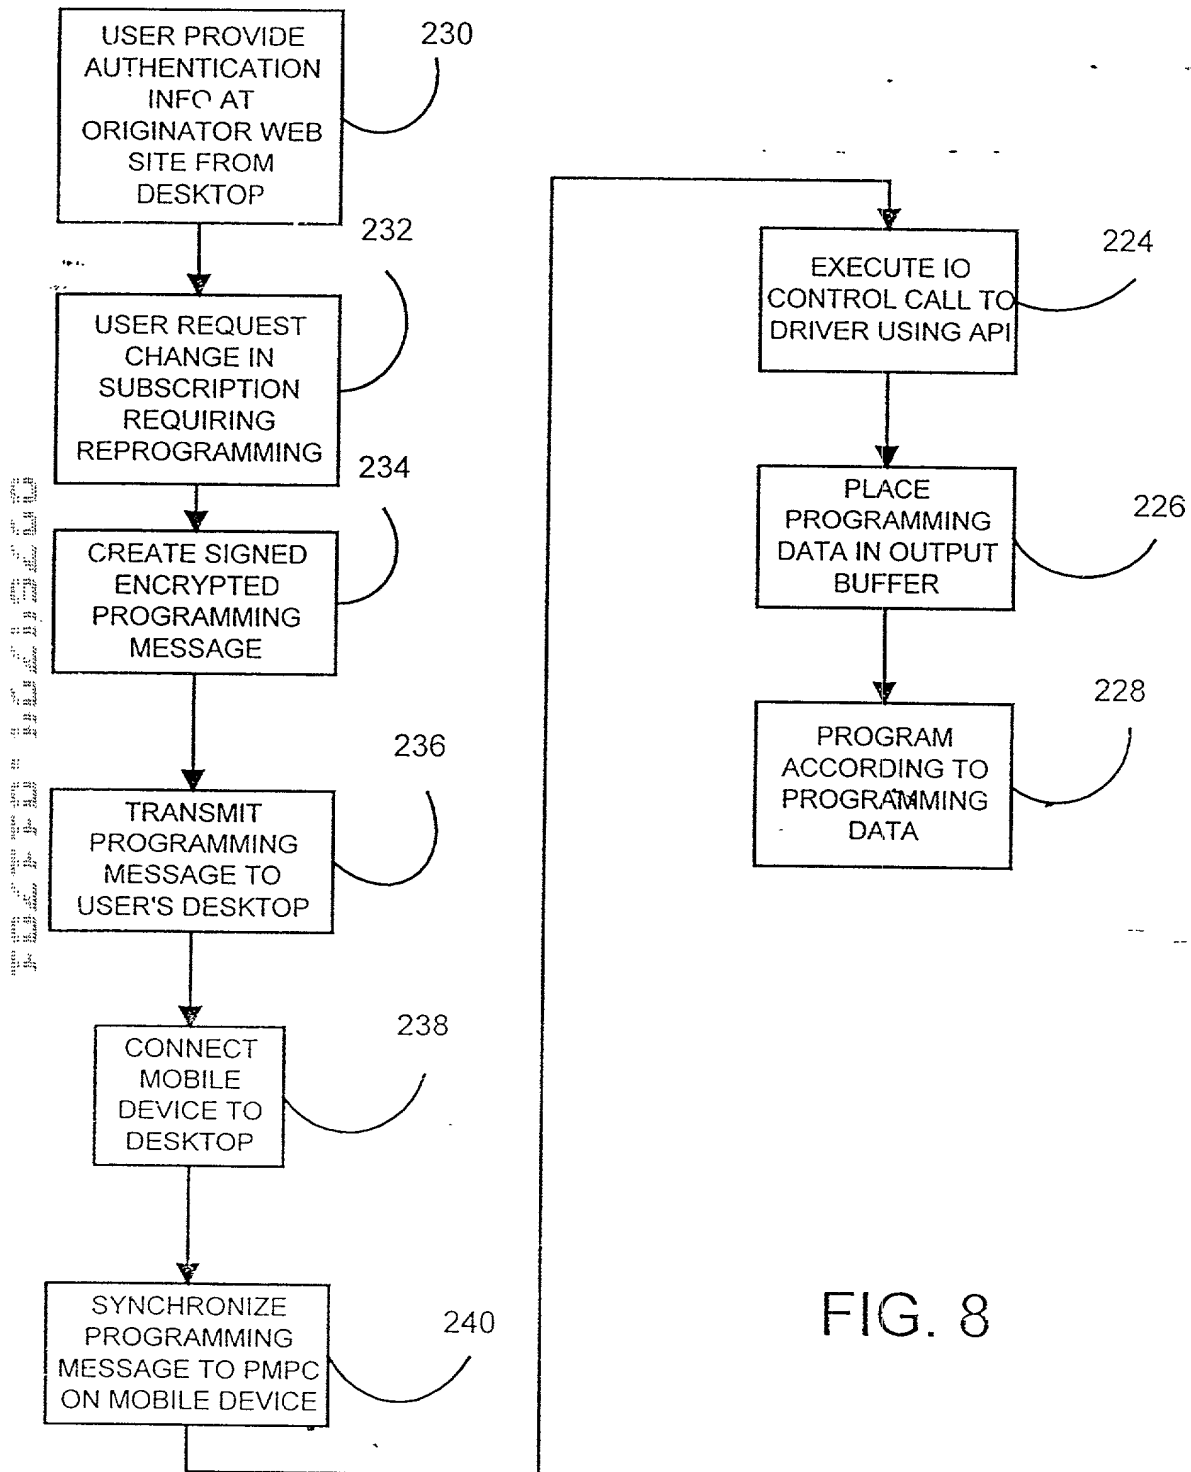 USER PROVIDE
AUTHENTICATION
INFO AT
ORIGINATOR WEB
SITE FROM
DESKTOP
230
USER REQUEST
CHANGE IN
SUBSCRIPTION
REQUIRING
REPROGRAMMING
232
CREATE SIGNED
ENCRYPTED
PROGRAMMING
MESSAGE
234
TRANSMIT
PROGRAMMING
MESSAGE TO
USER'S DESKTOP
236
CONNECT
MOBILE
DEVICE TO
DESKTOP
238
SYNCHRONIZE
PROGRAMMING
MESSAGE TO PMPC
ON MOBILE DEVICE
240
EXECUTE IO
CONTROL CALL TO
DRIVER USING API
224
PLACE
PROGRAMMING
DATA IN OUTPUT
BUFFER
226
PROGRAM
ACCORDING TO
PROGRAMMING
DATA
228
FIG. 8